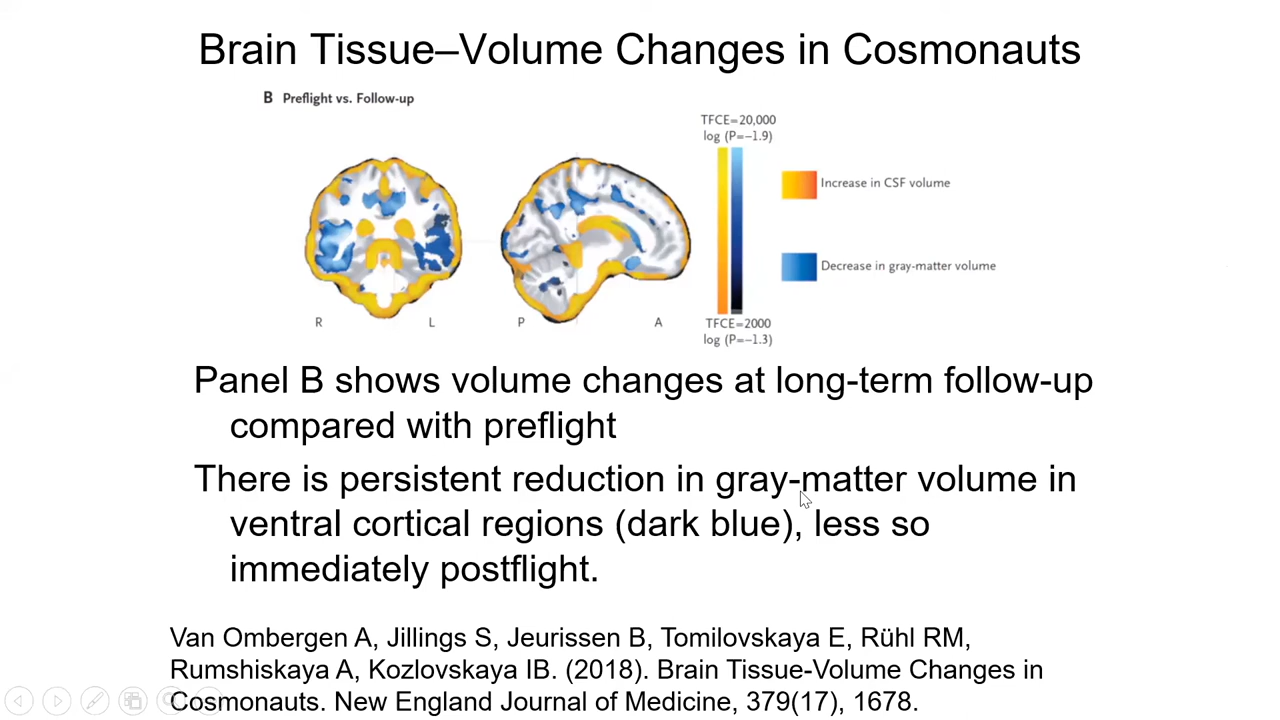 Brain Tissue–Volume Changes in Cosmonauts
B Preflight vs. Follow-up
TFCE=20,000
log (P=−1.9)
Increase in CSF volume
Decrease in gray-matter volume
R L P A
TFCE=2000
log (P=−1.3)
Panel B shows volume changes at long-term follow-up
compared with preflight
There is persistent reduction in gray-matter volume in
ventral cortical regions (dark blue), less so
immediately postflight.
Van Ombergen A, Jillings S, Jeurissen B, Tomilovskaya E, Rühl RM,
Rumshiskaya A, Kozlovskaya IB. (2018). Brain Tissue-Volume Changes in
Cosmonauts. New England Journal of Medicine, 379(17), 1678.